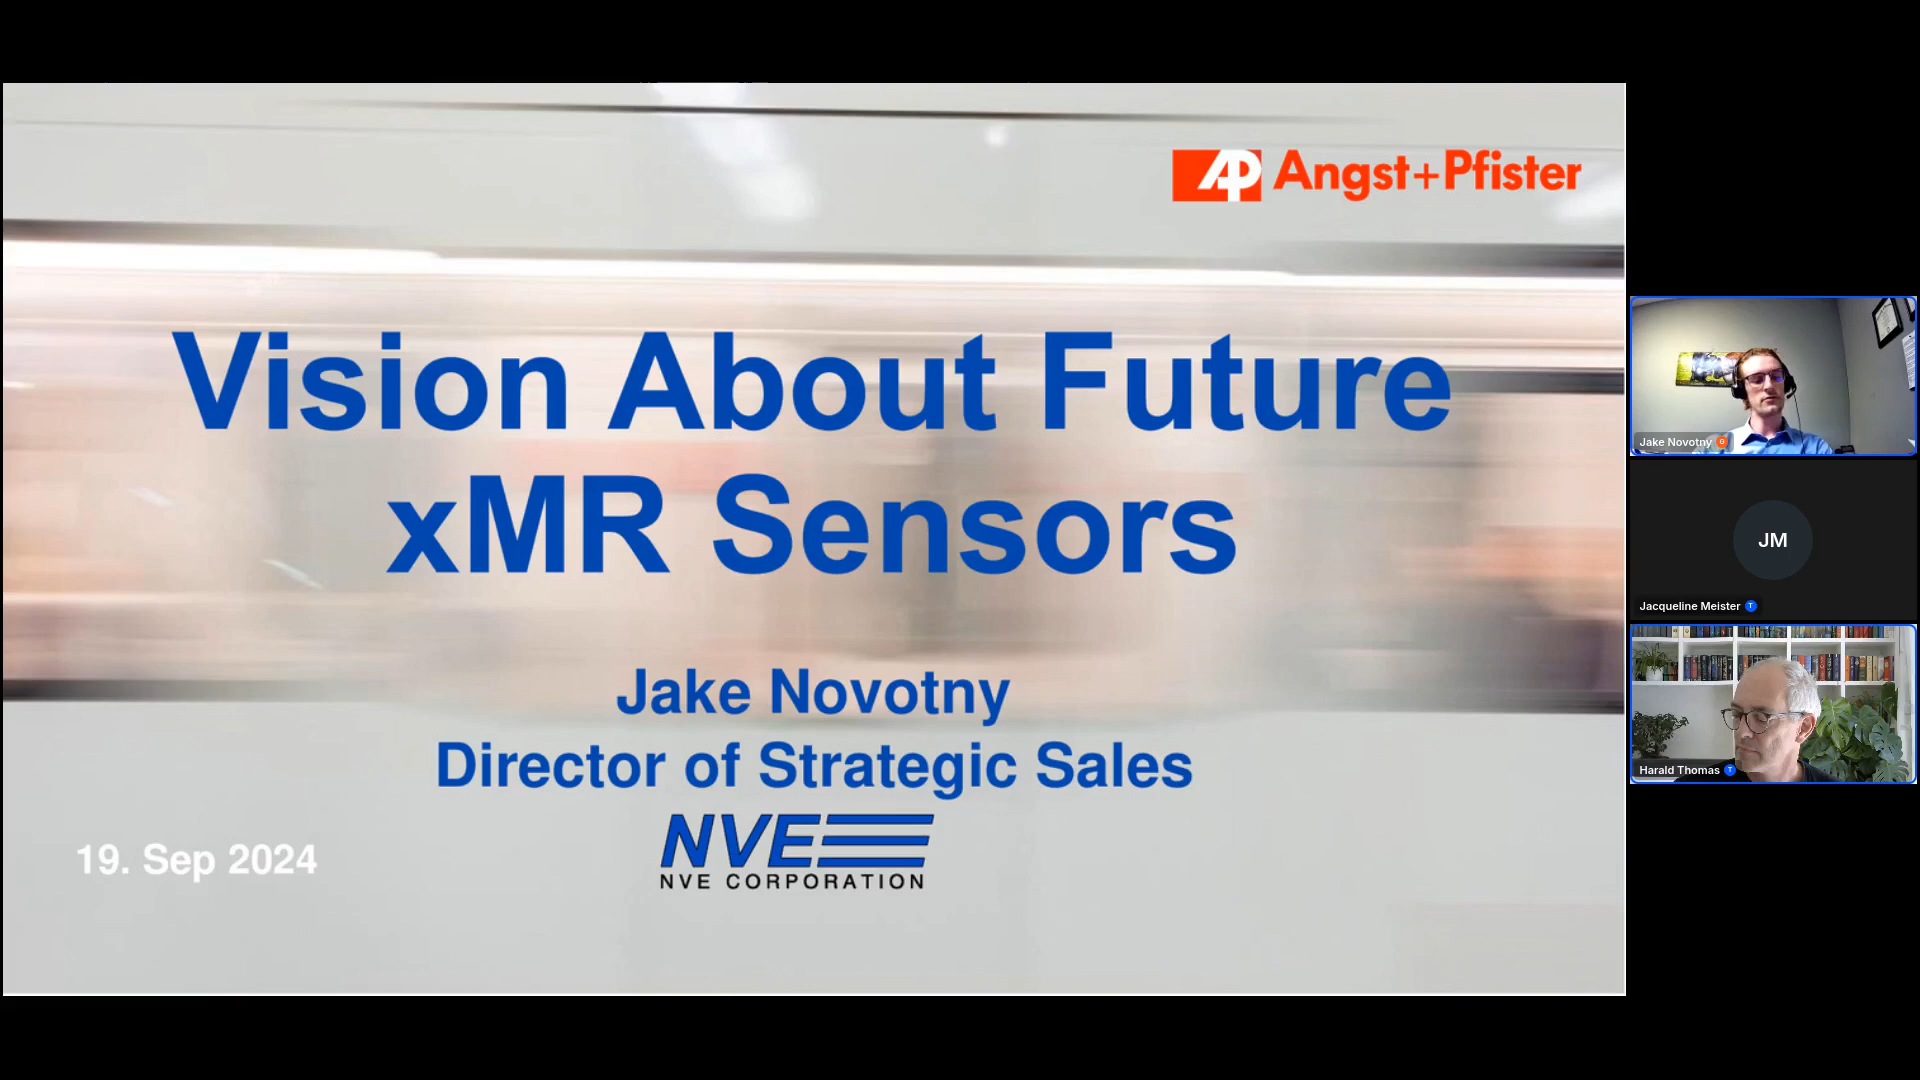 AP Angst+Pfister
Vision About Future
xMR Sensors
Jake Novotny
Director of Strategic Sales
NVE
NVE CORPORATION
19. Sep 2024
Jake Novotny G
JM
Jacqueline Meister T
Harald Thomas T